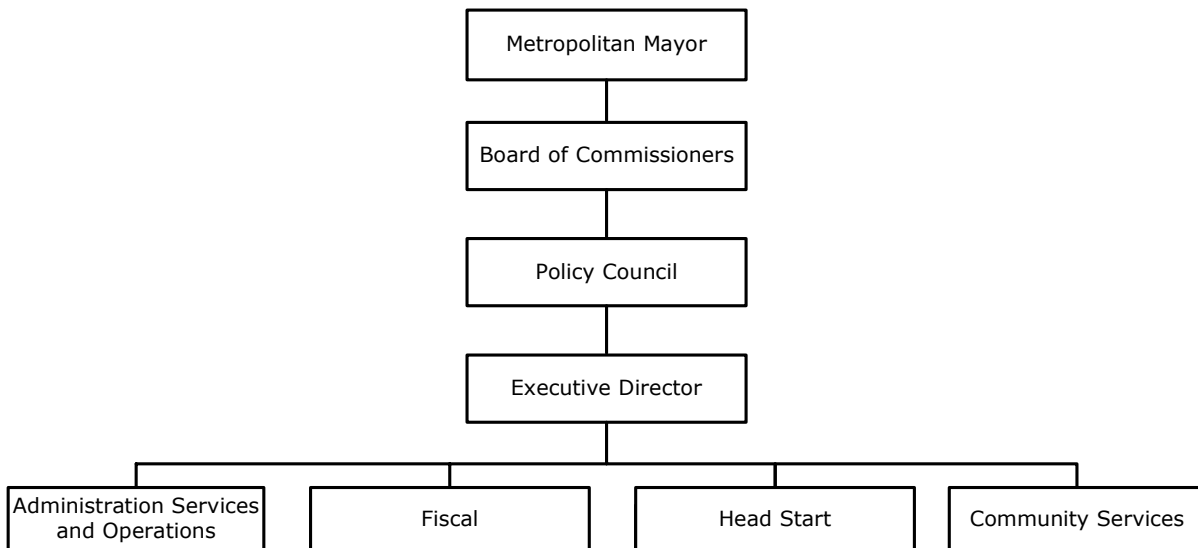 Metropolitan Mayor
Board of Commissioners
Policy Council
Executive Director
Administration Services
and Operations
Fiscal
Head Start
Community Services